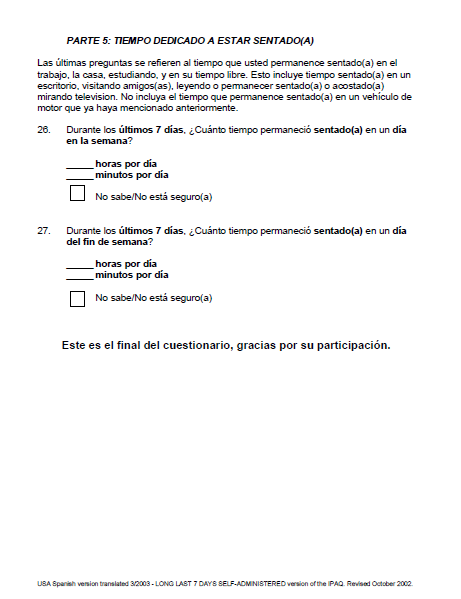 PARTE 5: TIEMPO DEDICADO A ESTAR SENTADO(A)
Las últimas preguntas se refieren al tiempo que usted permanence sentado(a) en el
trabajo, la casa, estudiando, y en su tiempo libre. Esto incluye tiempo sentado(a) en un
escritorio, visitando amigos(as), leyendo o permanecer sentado(a) o acostado(a)
mirando television. No incluya el tiempo que permanence sentado(a) en un vehículo de
motor que ya haya mencionado anteriormente.
26. Durante los últimos 7 días, ¿Cuánto tiempo permaneció sentado(a) en un día
en la semana?
_____ horas por día
_____ minutos por día
No sabe/No está seguro(a)
27. Durante los últimos 7 días, ¿Cuánto tiempo permaneció sentado(a) en un día
del fin de semana?
_____ horas por día
_____ minutos por día
No sabe/No está seguro(a)
Este es el final del cuestionario, gracias por su participación.
USA Spanish version translated 3/2003 - LONG LAST 7 DAYS SELF-ADMINISTERED version of the IPAQ. Revised October 2002.